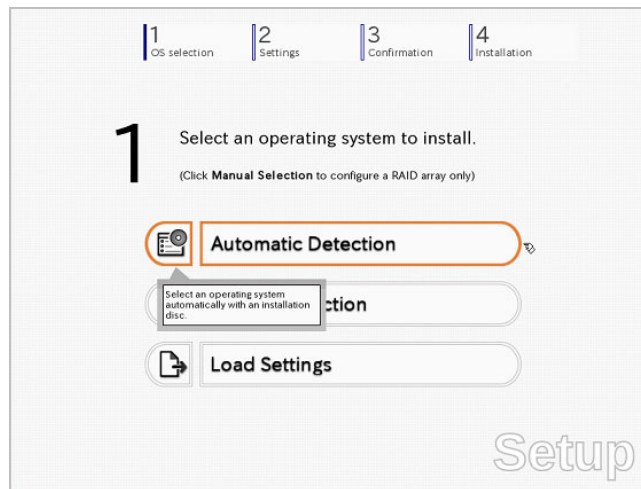 1
OS selection
2
Settings
3
Confirmation
4
Installation
1
Select an operating system to install.
(Click Manual Selection to configure a RAID array only)
Automatic Detection
Select an operating system
automatically with an installation
disc.
ction
Load Settings
Setup